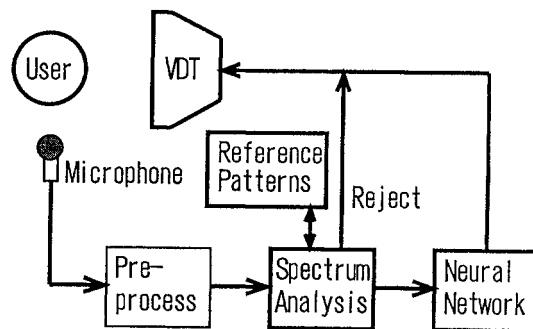 User
VDT
Microphone
Reference
Patterns
Reject
Pre-
process
Spectrum
Analysis
Neural
Network